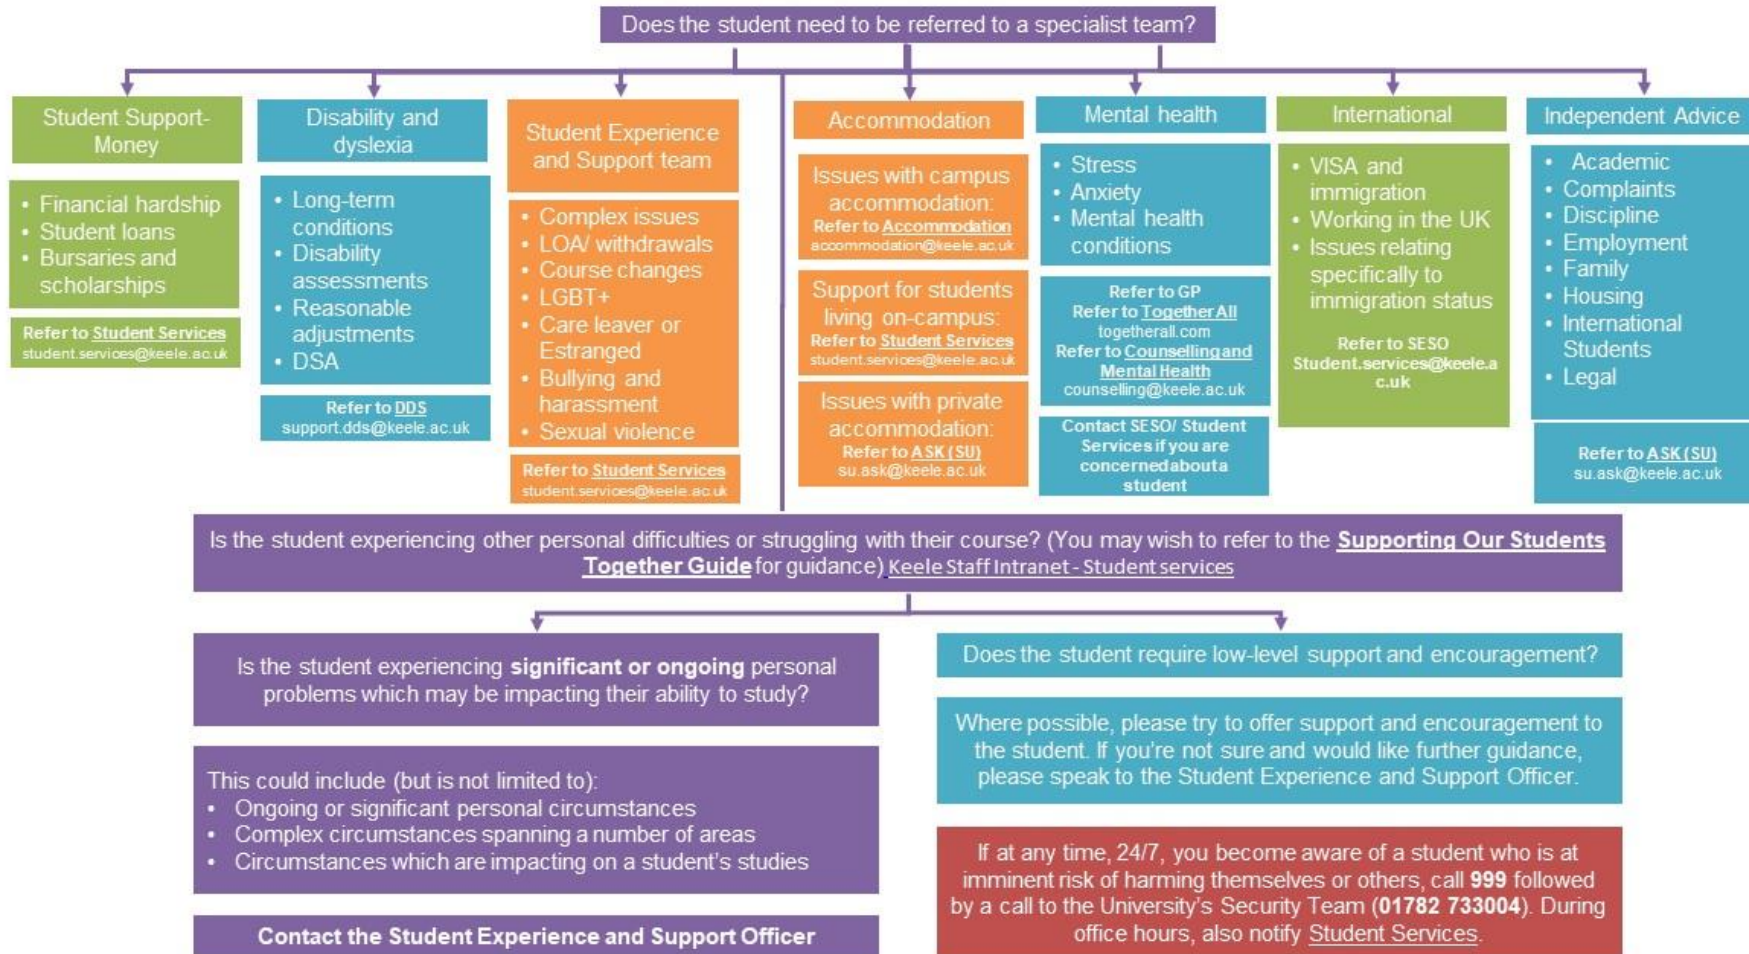 Does the student need to be referred to a specialist team?
Student Support-
Money
• Financial hardship
• Student loans
• Bursaries and
scholarships
Refer to Student Services
student.services@keele.ac.uk
Disability and
dyslexia
• Long-term
conditions
• Disability
assessments
• Reasonable
adjustments
• DSA
Refer to DDS
support.dds@keele.ac.uk
Student Experience
and Support team
• Complex issues
• LOA/ withdrawals
• Course changes
• LGBT+
• Care leaver or
Estranged
• Bullying and
harassment
• Sexual violence
Refer to Student Services
student.services@keele.ac.uk
Accommodation
Issues with campus
accommodation:
Refer to Accommodation
accommodation@keele.ac.uk
Support for students
living on-campus:
Refer to Student Services
student.services@keele.ac.uk
Issues with private
accommodation:
Refer to ASK (SU)
su.ask@keele.ac.uk
Mental health
• Stress
• Anxiety
• Mental health
conditions
Refer to GP
Refer to TogetherAll
togetherall.com
Refer to Counselling and
Mental Health
counselling@keele.ac.uk
Contact SESO/ Student
Services if you are
concerned about a
student
International
• VISA and
immigration
• Working in the UK
• Issues relating
specifically to
immigration status
Refer to SESO
Student.services@keele.a
c.uk
Independent Advice
• Academic
• Complaints
• Discipline
• Employment
• Family
• Housing
• International
Students
• Legal
Refer to ASK (SU)
su.ask@keele.ac.uk
Is the student experiencing other personal difficulties or struggling with their course? (You may wish to refer to the Supporting Our Students
Together Guide for guidance) Keele Staff Intranet - Student services
Is the student experiencing significant or ongoing personal
problems which may be impacting their ability to study?
This could include (but is not limited to):
• Ongoing or significant personal circumstances
• Complex circumstances spanning a number of areas
• Circumstances which are impacting on a student's studies
Contact the Student Experience and Support Officer
Does the student require low-level support and encouragement?
Where possible, please try to offer support and encouragement to
the student. If you're not sure and would like further guidance,
please speak to the Student Experience and Support Officer.
If at any time, 24/7, you become aware of a student who is at
imminent risk of harming themselves or others, call 999 followed
by a call to the University's Security Team (01782 733004). During
office hours, also notify Student Services.